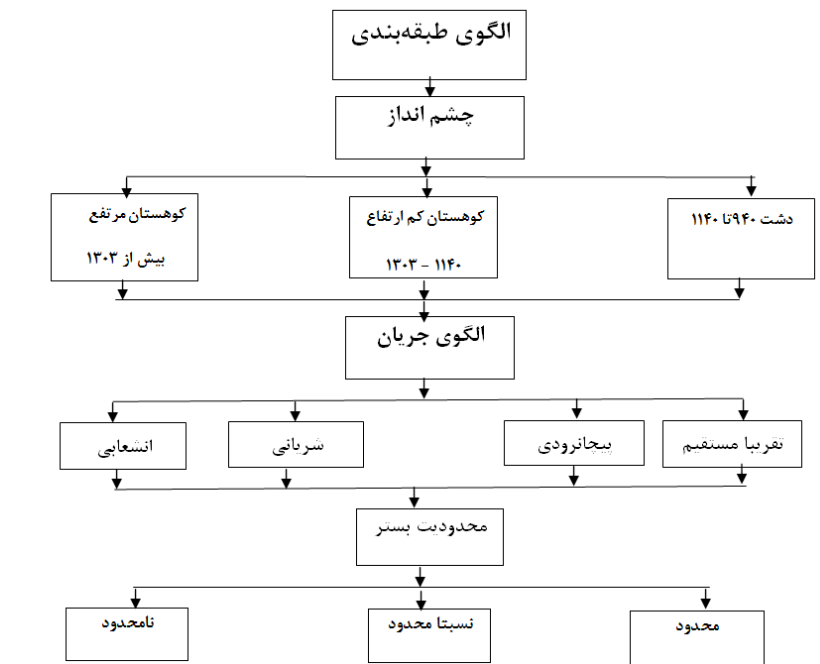 الگوی طبقه‌بندی
چشم انداز
دشت ۹۴۰تا ۱۱۴۰
کوهستان کم ارتفاع
۱۱۴۰ – ۱۳۰۳
کوهستان مرتفع
بیش از ۱۳۰۳
الگوی جریان
تقریبا مستقیم
پیچانرودی
شریانی
انشعابی
محدودیت بستر
محدود
نسبتا محدود
نامحدود